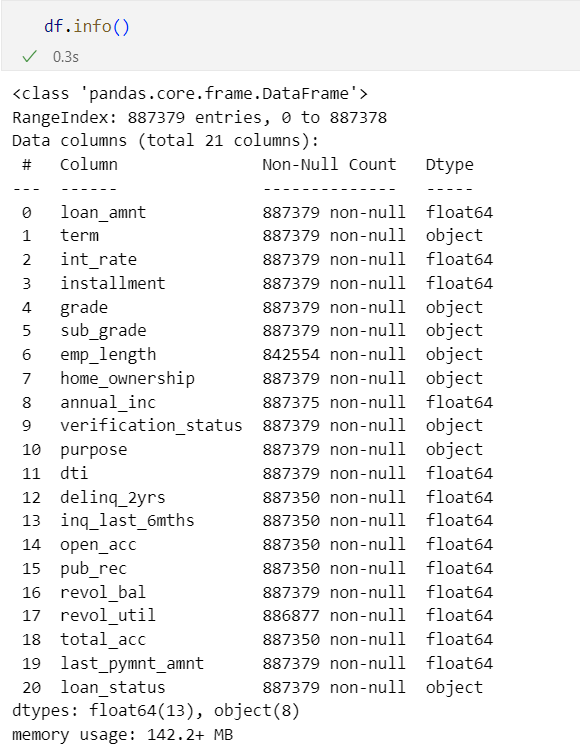 df.info()
✓ 0.3s
<class 'pandas.core.frame.DataFrame'>
RangeIndex: 887379 entries, 0 to 887378
Data columns (total 21 columns):
 #   Column               Non-Null Count   Dtype
---  ------               --------------   -----
 0   loan_amnt            887379 non-null  float64
 1   term                 887379 non-null  object
 2   int_rate             887379 non-null  float64
 3   installment          887379 non-null  float64
 4   grade                887379 non-null  object
 5   sub_grade            887379 non-null  object
 6   emp_length           842554 non-null  object
 7   home_ownership       887379 non-null  object
 8   annual_inc           887375 non-null  float64
 9   verification_status  887379 non-null  object
 10  purpose              887379 non-null  object
 11  dti                  887379 non-null  float64
 12  delinq_2yrs          887350 non-null  float64
 13  inq_last_6mths       887350 non-null  float64
 14  open_acc             887350 non-null  float64
 15  pub_rec              887350 non-null  float64
 16  revol_bal            887379 non-null  float64
 17  revol_util           886877 non-null  float64
 18  total_acc            887350 non-null  float64
 19  last_pymnt_amnt      887379 non-null  float64
 20  loan_status          887379 non-null  object
dtypes: float64(13), object(8)
memory usage: 142.2+ MB